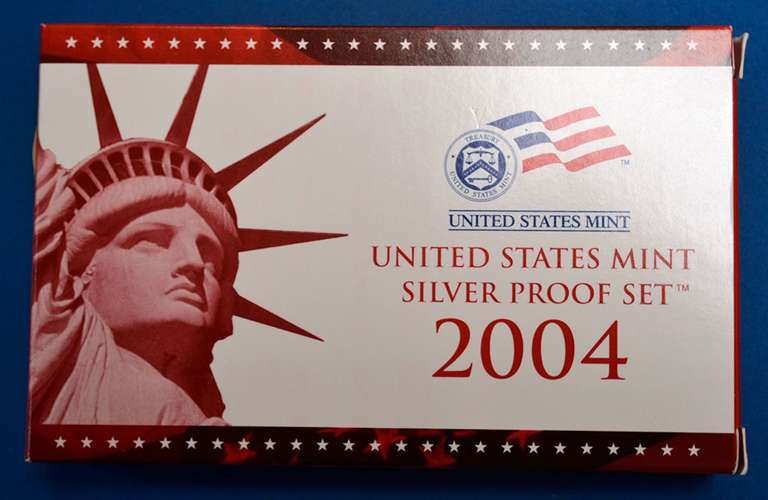 TREASURY
UNITED STATES MINT
TM
UNITED STATES MINT
UNITED STATES MINT
SILVER PROOF SET™
2004